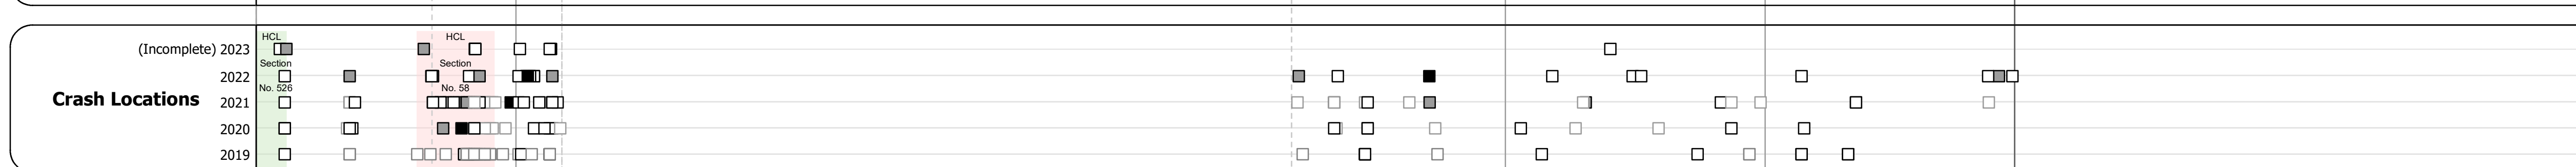 HCL HCL
(Incomplete) 2023
Section Section
2022
No. 526 No. 58
Crash Locations
2021
2020
2019